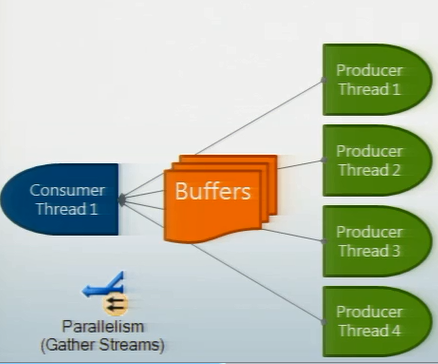 Producer
Thread 1
Producer
Thread 2
Consumer
Thread 1
Buffers
Producer
Thread 3
Producer
Thread 4
Parallelism
(Gather Streams)